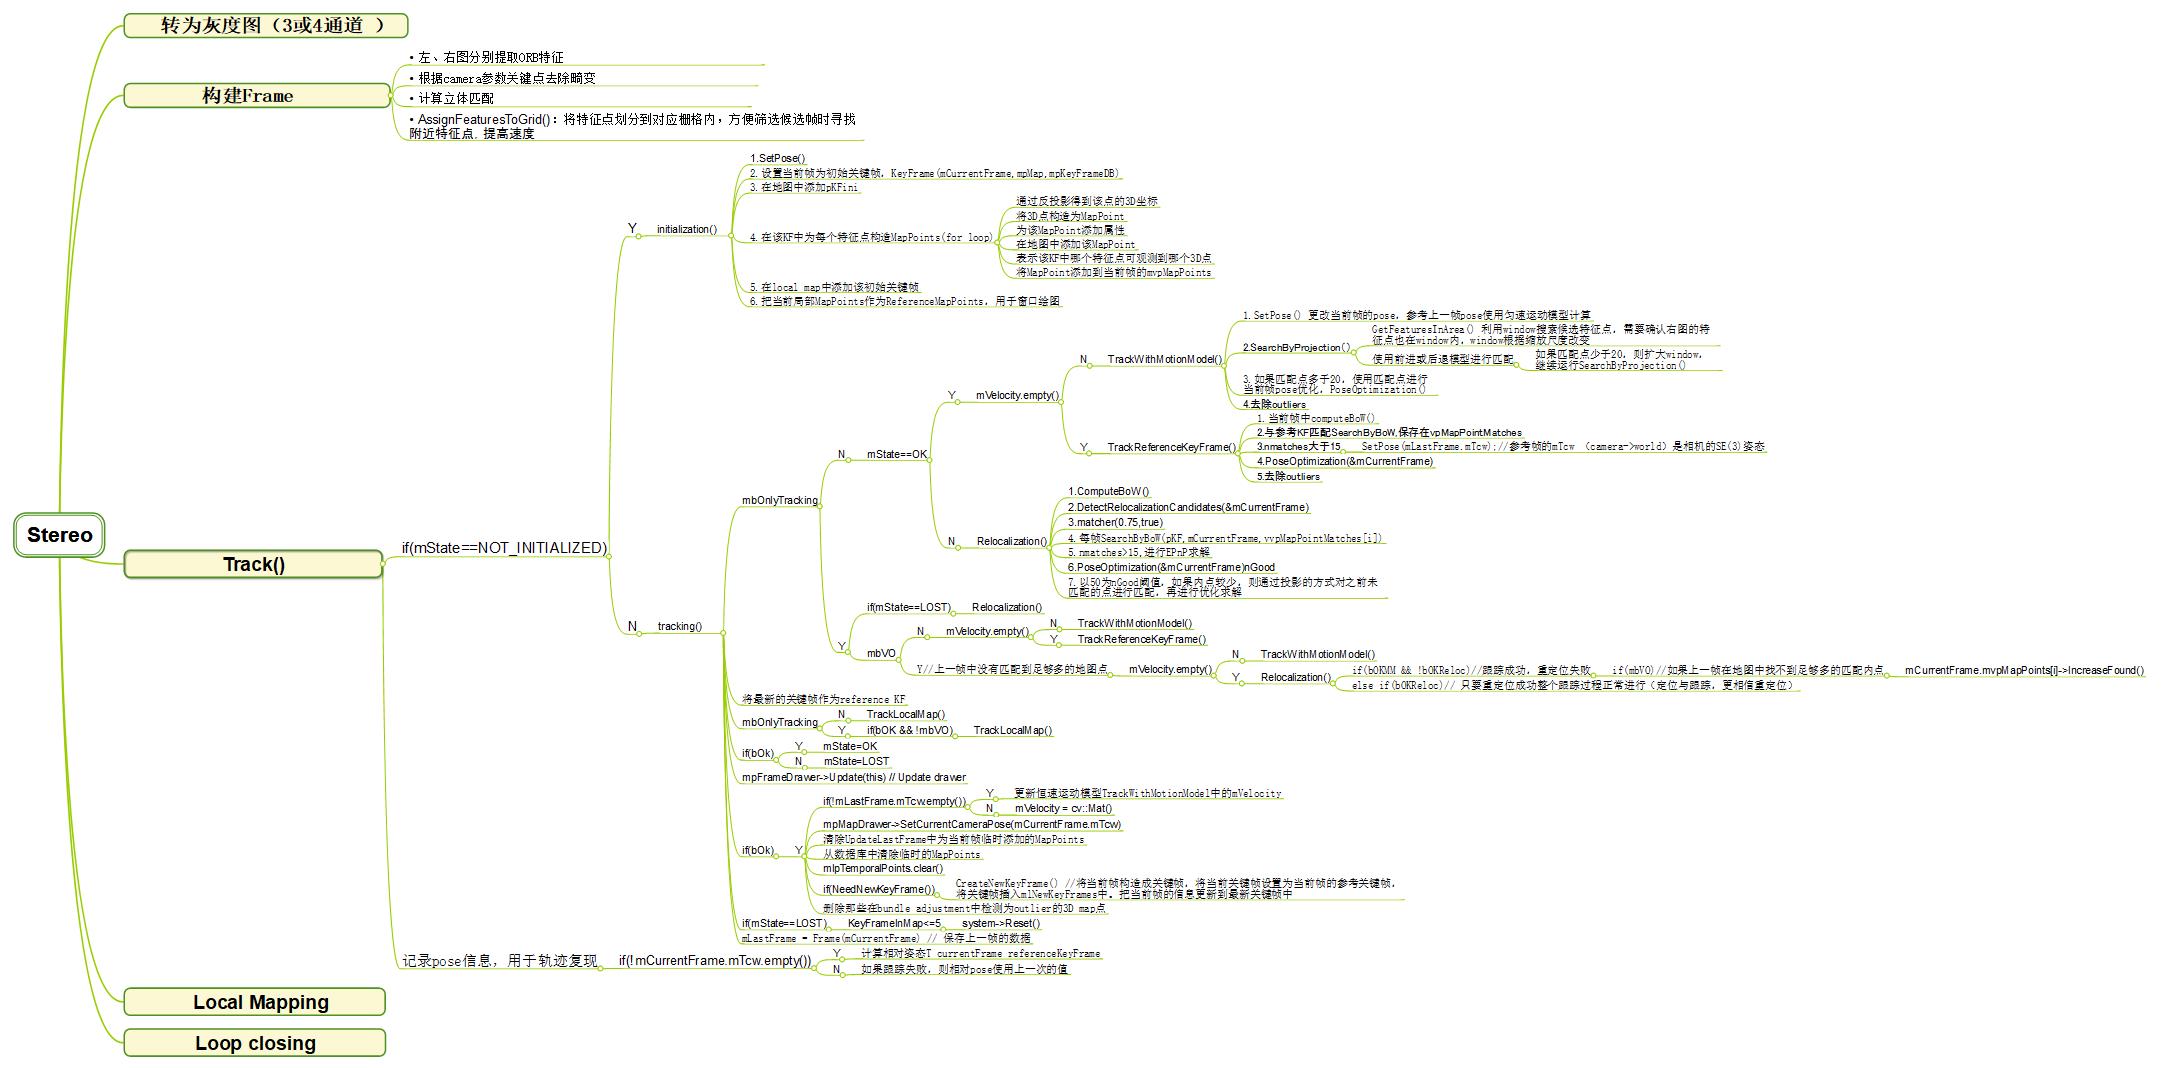 Stereo
转为灰度图（3或4通道 ）
构建Frame
• 左、右图分别提取ORB特征
• 根据camera参数关键点去除畸变
• 计算立体匹配
• AssignFeaturesToGrid()：将特征点划分到对应栅格内，方便筛选候选帧时寻找
附近特征点，提高速度
Track()
if(mState==NOT_INITIALIZED)
Y
initialization()
1.SetPose()
2. 设置当前帧为初始关键帧，KeyFrame(mCurrentFrame,mpMap,mpKeyFrameDB)
3. 在地图中添加pKFini
4. 在该KF中为每个特征点构造MapPoints(for loop)
通过反投影得到该点的3D坐标
将3D点构造为MapPoint
为该MapPoint添加属性
在地图中添加该MapPoint
表示该KF中哪个特征点可观测到哪个3D点
将MapPoint添加到当前帧的mvpMapPoints
5. 在local map中添加该初始关键帧
6. 把当前局部MapPoints作为ReferenceMapPoints，用于窗口绘图
N
tracking()
mbOnlyTracking
N
mState==OK
Y
mVelocity.empty()
N
TrackWithMotionModel()
1. SetPose() 更改当前帧的pose，参考上一帧pose使用匀速运动模型计算
2.SearchByProjection()
GetFeaturesInArea() 利用window搜索候选特征点，需要确认右图的特
征点也在window内，window根据缩放尺度改变
使用前进或后退模型进行匹配
如果匹配点少于20，则扩大window，
继续运行SearchByProjection()
3. 如果匹配点多于20，使用匹配点进行
当前帧pose优化，PoseOptimization()
4.去除outliers
Y
TrackReferenceKeyFrame()
1. 当前帧中computeBoW()
2.与参考KF匹配SearchByBoW,保存在vpMapPointMatches
3.nmatches大于15
SetPose(mLastFrame.mTcw);//参考帧的mTcw （camera->world）是相机的SE(3)姿态
4.PoseOptimization(&mCurrentFrame)
5.去除outliers
N
Relocalization()
1.ComputeBoW()
2.DetectRelocalizationCandidates(&mCurrentFrame)
3.matcher(0.75,true)
4. 每帧SearchByBoW(pKF,mCurrentFrame,vvpMapPointMatches[i])
5. nmatches>15,进行EPnP求解
6.PoseOptimization(&mCurrentFrame)nGood
7. 以50为nGood阈值，如果内点较少，则通过投影的方式对之前未
匹配的点进行匹配，再进行优化求解
Y
if(mState==LOST)
Relocalization()
mbVO
N
mVelocity.empty()
N
TrackWithMotionModel()
Y
TrackReferenceKeyFrame()
Y//上一帧中没有匹配到足够多的地图点
mVelocity.empty()
N
TrackWithMotionModel()
Y
Relocalization()
if(bOKMM && !bOKReloc)//跟踪成功，重定位失败
if(mbVO)//如果上一帧在地图中找不到足够多的匹配内点
mCurrentFrame.mvpMapPoints[i]->IncreaseFound()
else if(bOKReloc)// 只要重定位成功整个跟踪过程正常进行（定位与跟踪，更相信重定位）
将最新的关键帧作为reference KF
mbOnlyTracking
N
TrackLocalMap()
Y
if(bOK && !mbVO)
TrackLocalMap()
if(bOk)
Y
mState=OK
N
mState=LOST
mpFrameDrawer->Update(this) // Update drawer
if(bOk)
Y
if(!mLastFrame.mTcw.empty())
Y
更新恒速运动模型TrackWithMotionModel中的mVelocity
N
mVelocity = cv::Mat()
mpMapDrawer->SetCurrentCameraPose(mCurrentFrame.mTcw)
清除UpdateLastFrame中为当前帧临时添加的MapPoints
从数据库中清除临时的MapPoints
mlpTemporalPoints.clear()
if(NeedNewKeyFrame())
CreateNewKeyFrame() //将当前帧构造成关键帧，将当前关键帧设置为当前帧的参考关键帧，
将关键帧插入mlNewKeyFrames中。把当前帧的信息更新到最新关键帧中
删除那些在bundle adjustment中检测为outlier的3D map点
if(mState==LOST)
KeyFrameInMap<=5
system->Reset()
mLastFrame = Frame(mCurrentFrame) // 保存上一帧的数据
记录pose信息，用于轨迹复现
if(!mCurrentFrame.mTcw.empty())
Y
计算相对姿态T_currentFrame_referenceKeyFrame
N
如果跟踪失败，则相对pose使用上一次的值
Local Mapping
Loop closing